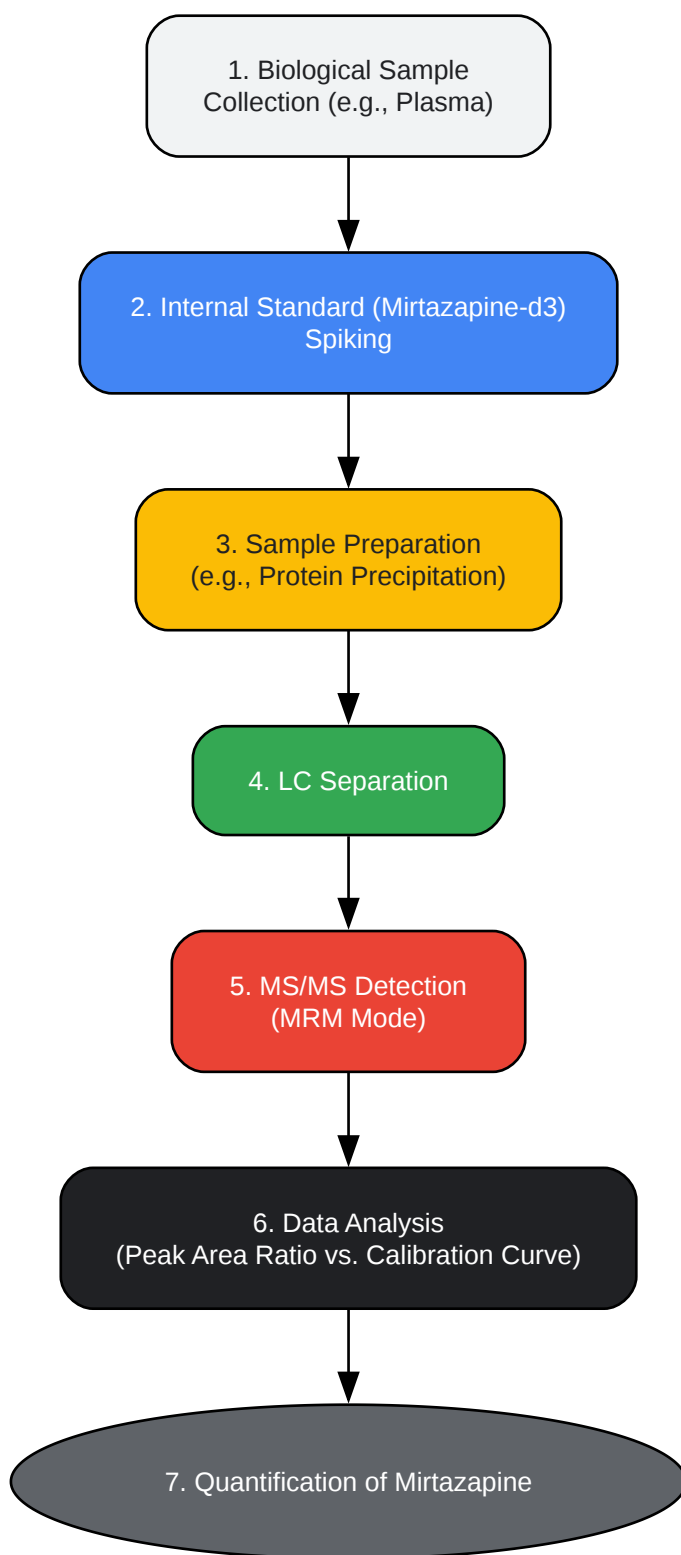 1. Biological Sample
Collection (e.g., Plasma)
2. Internal Standard (Mirtazapine-d3)
Spiking
3. Sample Preparation
(e.g., Protein Precipitation)
4. LC Separation
5. MS/MS Detection
(MRM Mode)
6. Data Analysis
(Peak Area Ratio vs. Calibration Curve)
7. Quantification of Mirtazapine